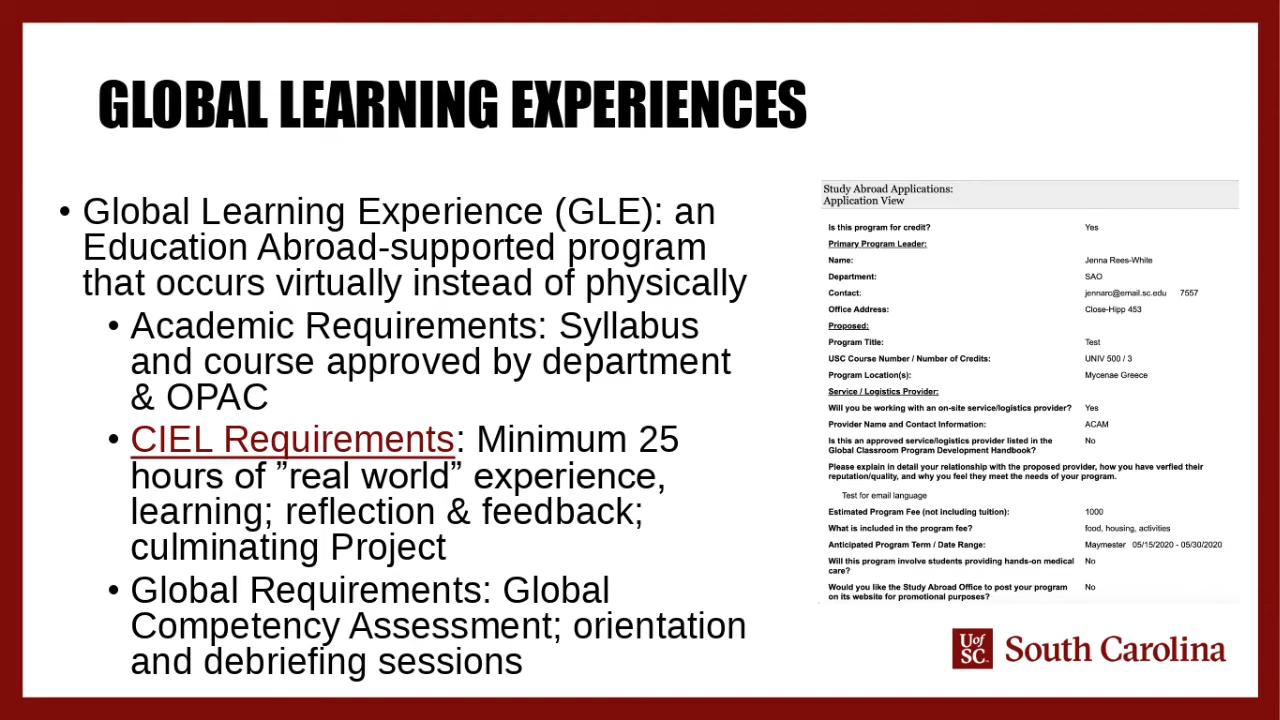 GLOBAL LEARNING EXPERIENCES
• Global Learning Experience (GLE): an
Education Abroad-supported program
that occurs virtually instead of physically
• Academic Requirements: Syllabus
and course approved by department
& OPAC
• CIEL Requirements: Minimum 25
hours of ”real world” experience,
learning; reflection & feedback;
culminating Project
• Global Requirements: Global
Competency Assessment; orientation
and debriefing sessions
Study Abroad Applications:
Application View
Is this program for credit? Yes
Primary Program Leader:
Name: Jenna Rees-White
Department: SAO
Contact: jennarc@email.sc.edu 7557
Office Address: Close-Hipp 453
Proposed:
Program Title: Test
USC Course Number / Number of Credits: UNIV 500 / 3
Program Location(s): Mycenae Greece
Service / Logistics Provider:
Will you be working with an on-site service/logistics provider? Yes
Provider Name and Contact Information: ACAM
Is this an approved service/logistics provider listed in the No
Global Classroom Program Development Handbook?
Please explain in detail your relationship with the proposed provider, how you have verfied their
reputation/quality, and why you feel they meet the needs of your program.
Test for email language
Estimated Program Fee (not including tuition): 1000
What is included in the program fee? food, housing, activities
Anticipated Program Term / Date Range: Maymester 05/15/2020 - 05/30/2020
Will this program involve students providing hands-on medical No
care?
Would you like the Study Abroad Office to post your program No
on its website for promotional purposes?
UofSC South Carolina